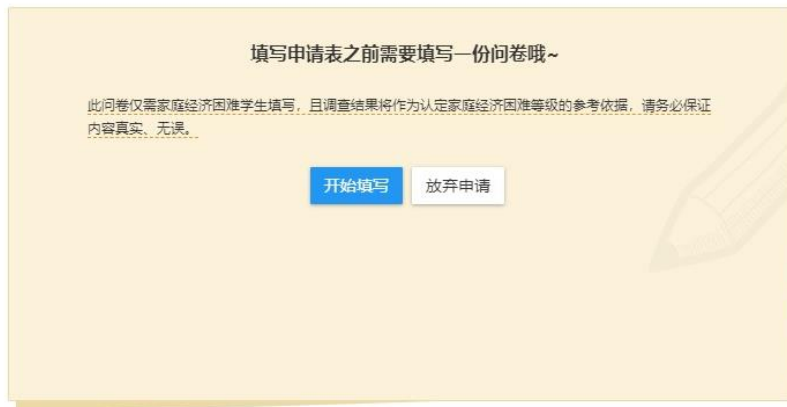 填写申请表之前需要填写一份问卷哦~
此问卷仅需家庭经济困难学生填写，且调查结果将作为认定家庭经济困难等级的参考依据，请务必保证
内容真实、无误。
开始填写 放弃申请